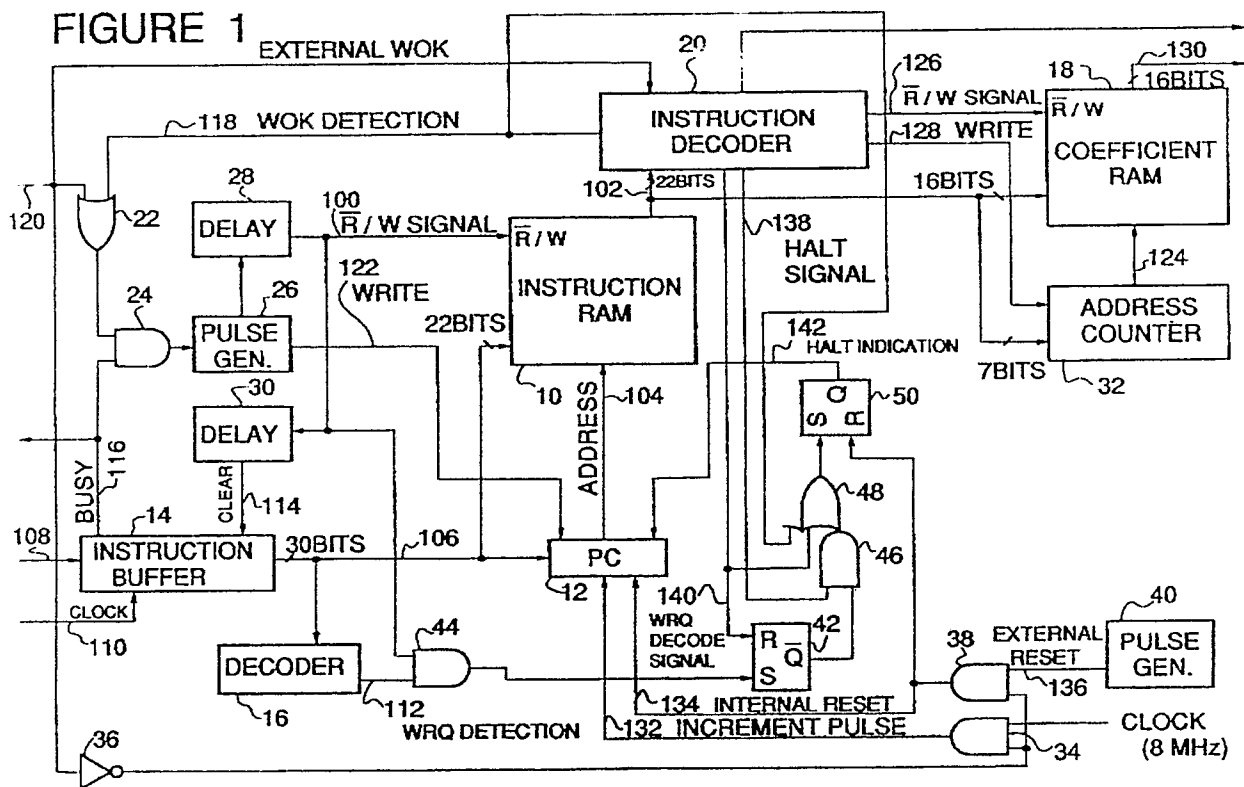 FIGURE 1
EXTERNAL WOK
20
126
130
18
16BITS
R̅/W SIGNAL
R̅/W
118 WOK DETECTION
INSTRUCTION
DECODER
128 WRITE
COEFFICIENT
RAM
120
22
28
DELAY
100
R̅/W SIGNAL
102
22BITS
16BITS
138
HALT
SIGNAL
124
R̅/W
INSTRUCTION
RAM
122
WRITE
24
26
PULSE
GEN.
22BITS
ADDRESS
COUNTER
7BITS
32
142
HALT INDICATION
10
104
ADDRESS
S Q R
50
30
DELAY
BUSY
116
CLEAR
114
48
14
108
INSTRUCTION
BUFFER
30BITS
106
PC
12
46
CLOCK
110
140
WRQ
DECODE
SIGNAL
R Q̅
S
42
40
PULSE
GEN.
EXTERNAL
RESET
136
38
44
DECODER
16
112
WRQ DETECTION
134 INTERNAL RESET
132 INCREMENT PULSE
34
CLOCK
(8 MHz)
36